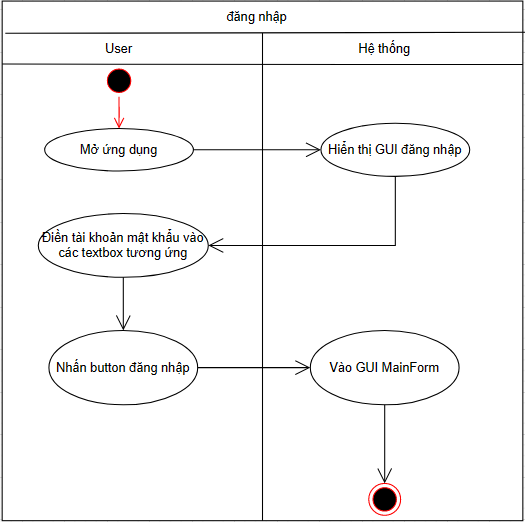 đăng nhập
User
Hệ thống
Mở ứng dụng
Hiển thị GUI đăng nhập
Điền tài khoản mật khẩu vào
các textbox tương ứng
Nhấn button đăng nhập
Vào GUI MainForm